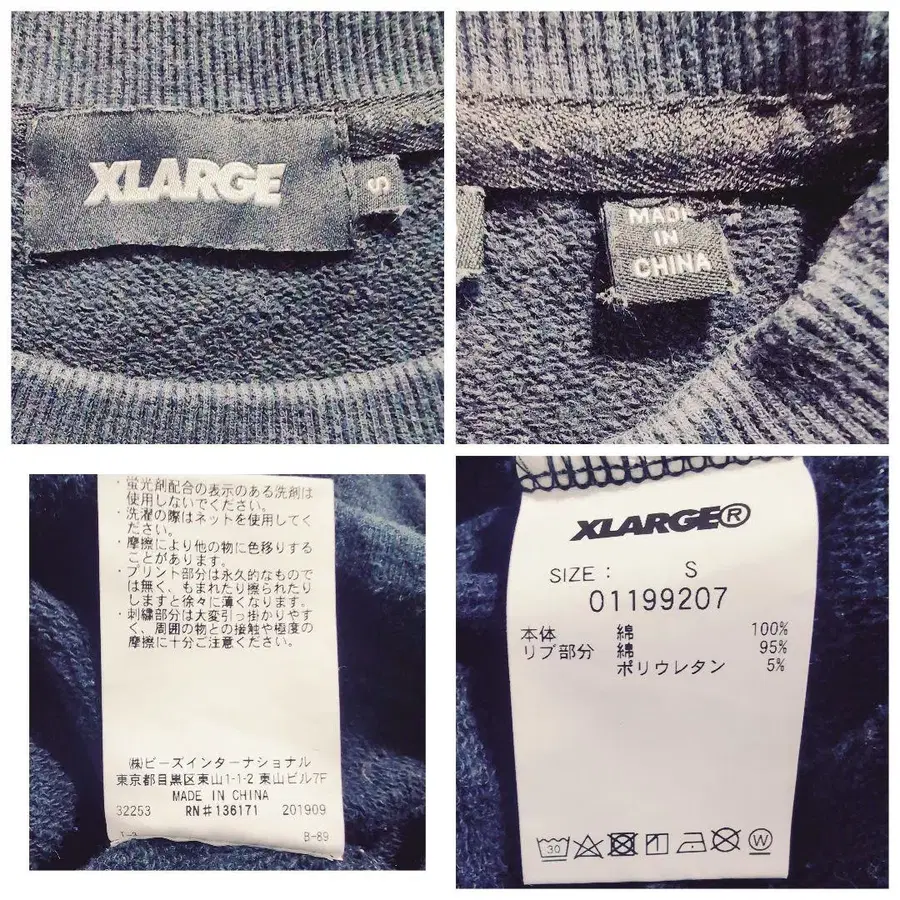 XLARGE
S
MADE
IN
CHINA
・蛍光剤配合の表示のある洗剤は
使用しないでください。
・洗濯の際はネットを使用してく
ださい。
・摩擦により他の物に色移りする
ことがあります。
・プリント部分は永久的なもので
は無く、もまれたり擦られたり
しますと徐々に薄くなります。
・刺繍部分は大変引っ掛かりやす
く、周囲の物との接触や極度の
摩擦に十分ご注意ください。
㈱ビーズインターナショナル
東京都目黒区東山1-1-2 東山ビル7F
MADE IN CHINA
32253 RN#136171 201909
B-89
XLARGE®
SIZE: S
01199207
本体 綿 100%
リブ部分 綿 95%
ポリウレタン 5%
30
W